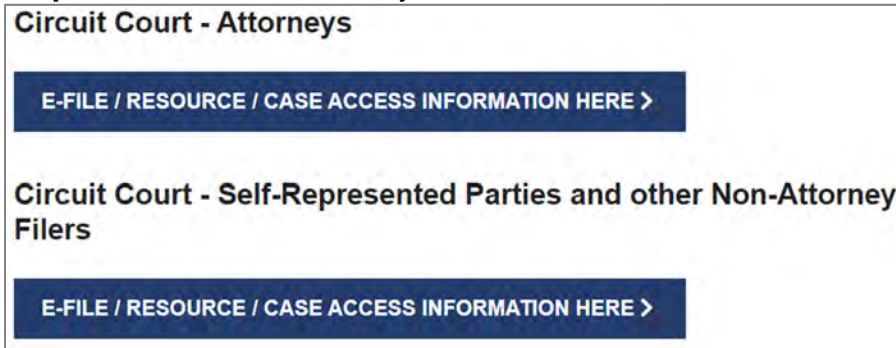 Circuit Court - Attorneys
E-FILE / RESOURCE / CASE ACCESS INFORMATION HERE >
Circuit Court - Self-Represented Parties and other Non-Attorney
Filers
E-FILE / RESOURCE / CASE ACCESS INFORMATION HERE >